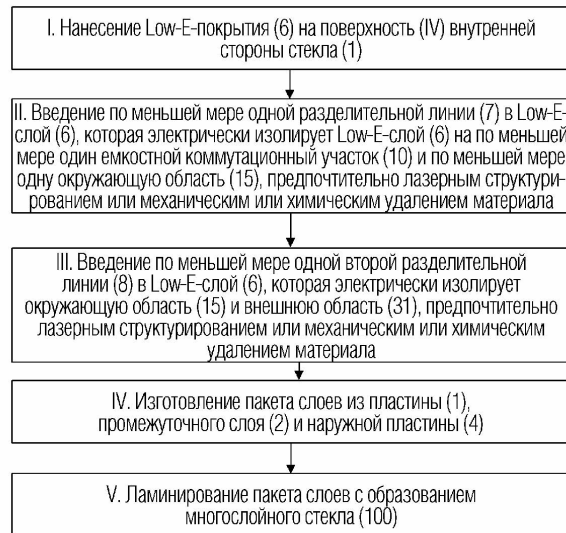 I. Нанесение Low-E-покрытия (6) на поверхность (IV) внутренней
стороны стекла (1)
II. Введение по меньшей мере одной разделительной линии (7) в Low-E-
слой (6), которая электрически изолирует Low-E-слой (6) на по меньшей
мере один емкостной коммутационный участок (10) и по меньшей мере
одну окружающую область (15), предпочтительно лазерным структури-
рованием или механическим или химическим удалением материала
III. Введение по меньшей мере одной второй разделительной
линии (8) в Low-E-слой (6), которая электрически изолирует
окружающую область (15) и внешнюю область (31), предпочтительно
лазерным структурированием или механическим или химическим
удалением материала
IV. Изготовление пакета слоев из пластины (1),
промежуточного слоя (2) и наружной пластины (4)
V. Ламинирование пакета слоев с образованием
многослойного стекла (100)